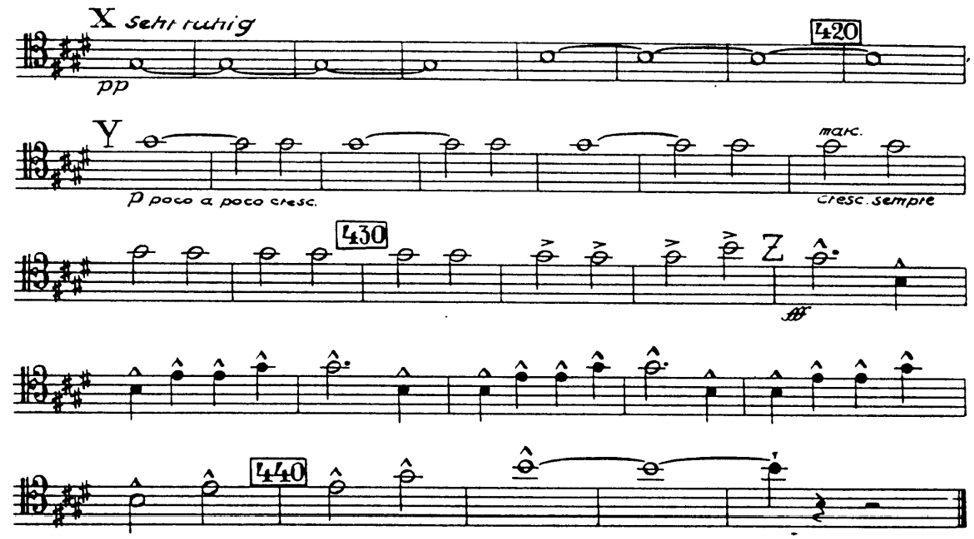 X sehr ruhig
420
pp
Y
marc.
p poco a poco cresc.
cresc. sempre
430
Z
fff
440